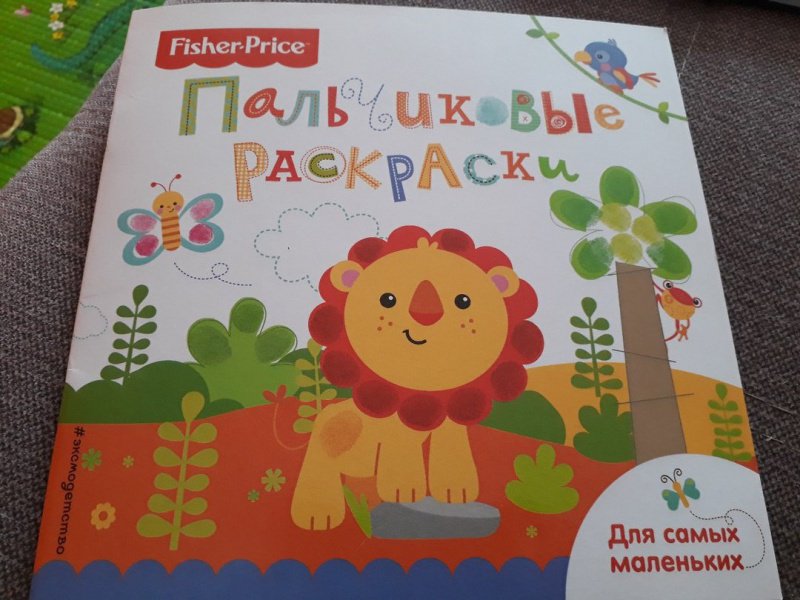 Fisher-Price
Пальчиковые
раскраски
#эксмодетство
Для самых
маленьких